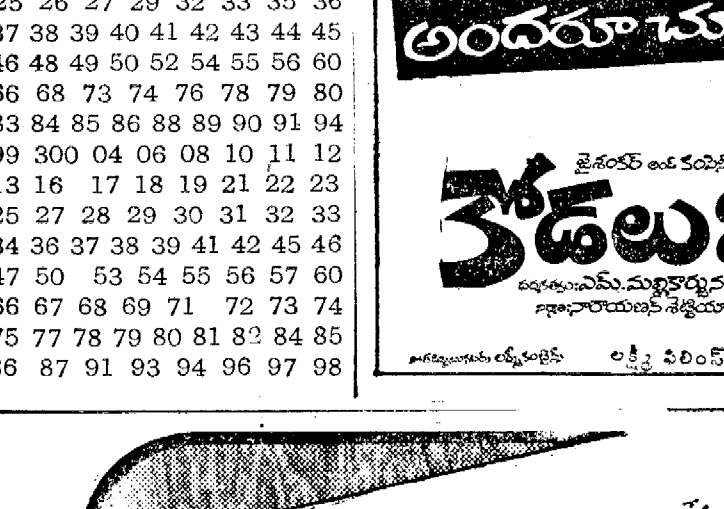 25 26 27 29 32 33 35 36
37 38 39 40 41 42 43 44 45
46 48 49 50 52 54 55 56 60
66 68 73 74 76 78 79 80
83 84 85 86 88 89 90 91 94
99 300 04 06 08 10 11 12
13 16 17 18 19 21 22 23
25 27 28 29 30 31 32 33
34 36 37 38 39 41 42 45 46
47 50 53 54 55 56 57 60
66 67 68 69 71 72 73 74
75 77 78 79 80 81 82 84 85
86 87 91 93 94 96 97 98
అందరూ చు
జైశంకర్ అండ్ కంపెనీ
కోడలు
దర్శకత్వం:ఎమ్.మల్లికార్జున
నిర్మాత:నారాయణన్ శెట్టియా
లక్ష్మీ ఫిలింస్